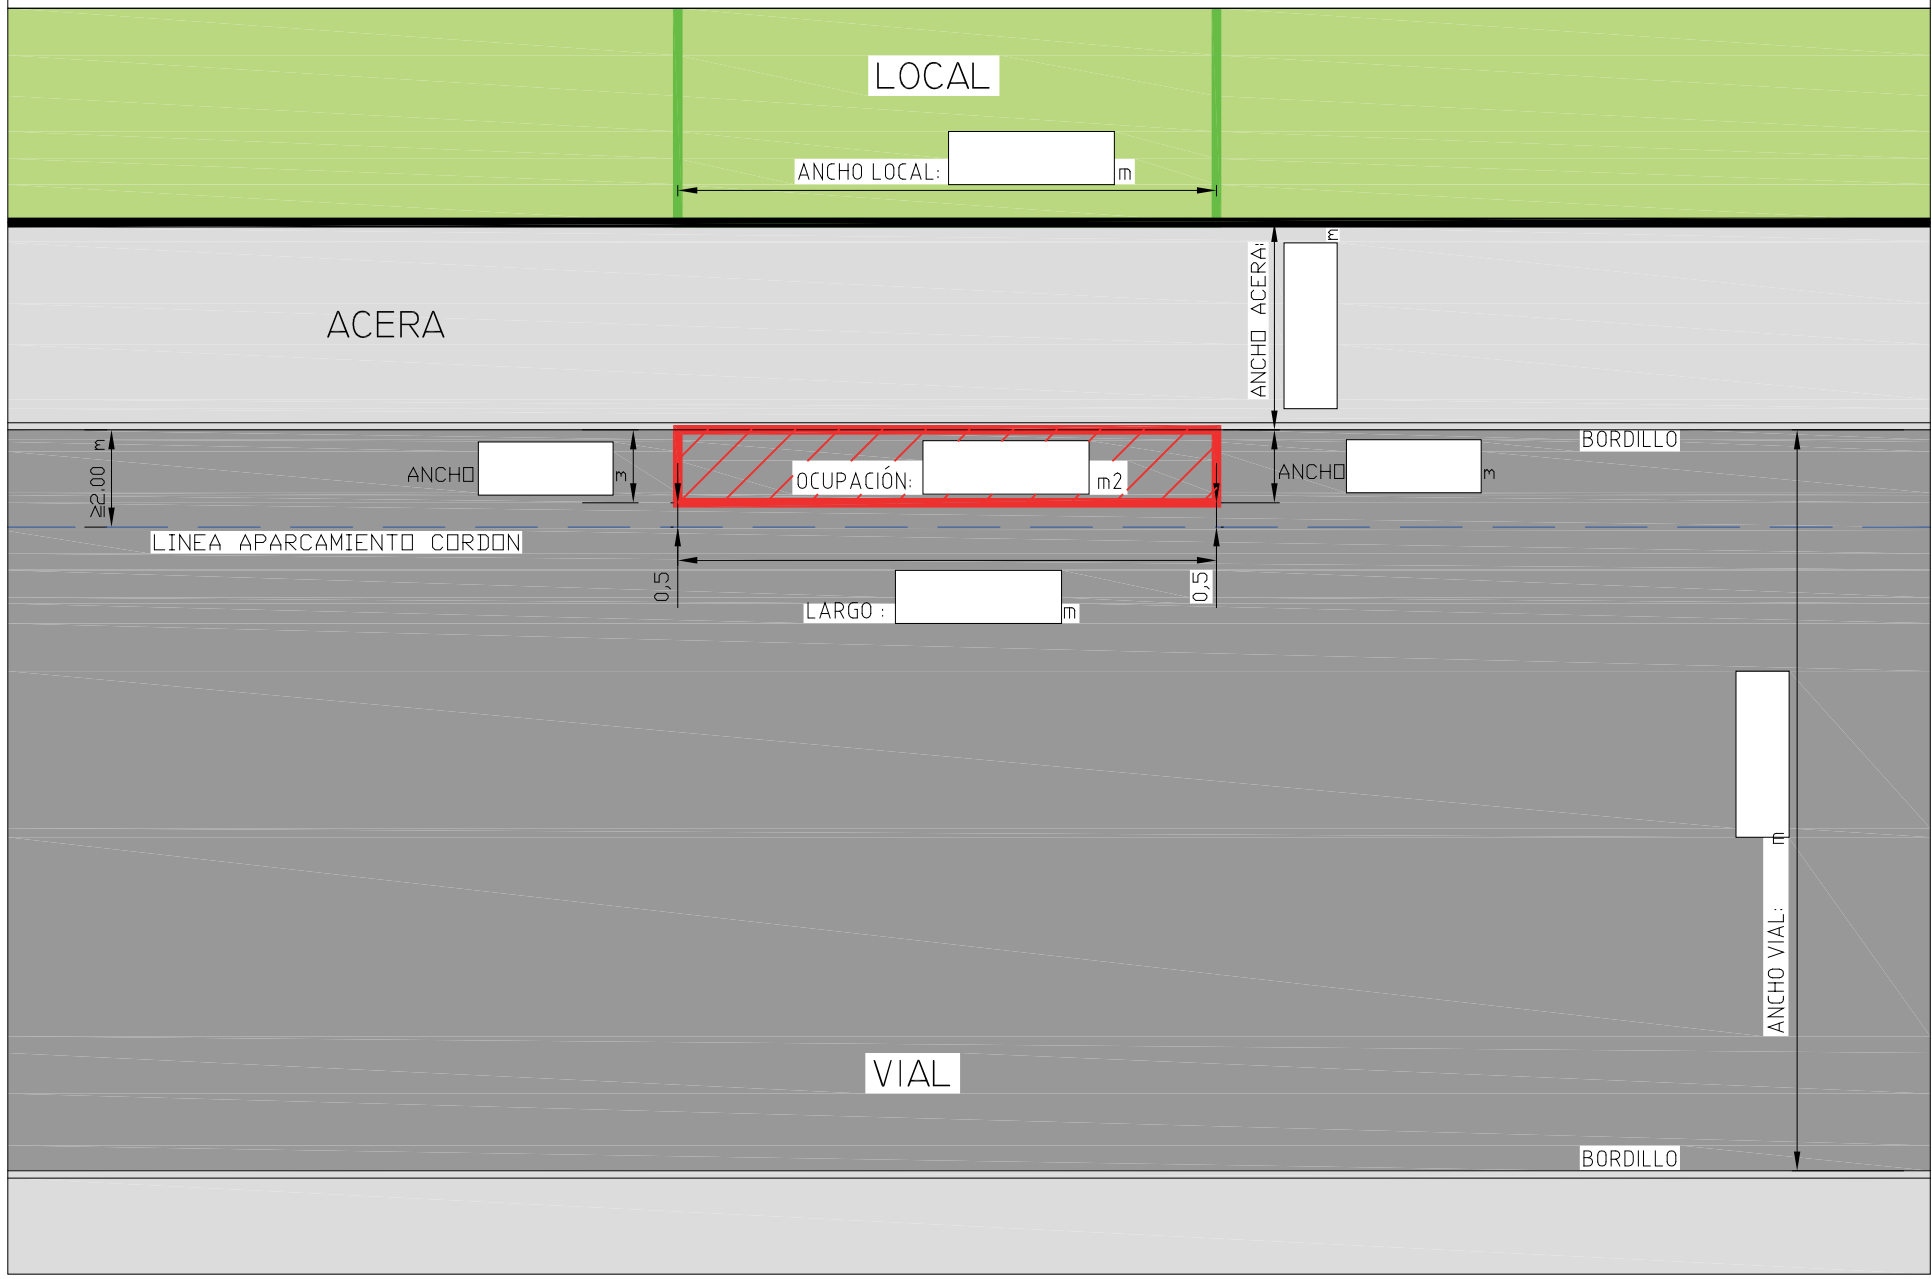 LOCAL
ANCHO LOCAL: m
ANCHO ACERA: m
ACERA
BORDILLO
≥2,00 m
ANCHO m
OCUPACIÓN: m2
ANCHO m
LINEA APARCAMIENTO CORDON
0,5
0,5
LARGO : m
ANCHO VIAL: m
VIAL
BORDILLO